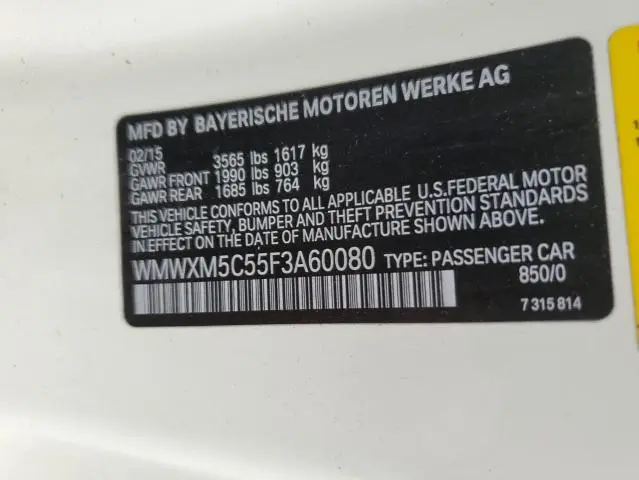 MFD BY BAYERISCHE MOTOREN WERKE AG
02/15
GVWR 3565 lbs 1617 kg
GAWR FRONT 1990 lbs 903 kg
GAWR REAR 1685 lbs 764 kg
THIS VEHICLE CONFORMS TO ALL APPLICABLE U.S.FEDERAL MOTOR
VEHICLE SAFETY, BUMPER AND THEFT PREVENTION STANDARDS
IN EFFECT ON THE DATE OF MANUFACTURE SHOWN ABOVE.
WMWXM5C55F3A60080 TYPE: PASSENGER CAR
850/0
7 315 814